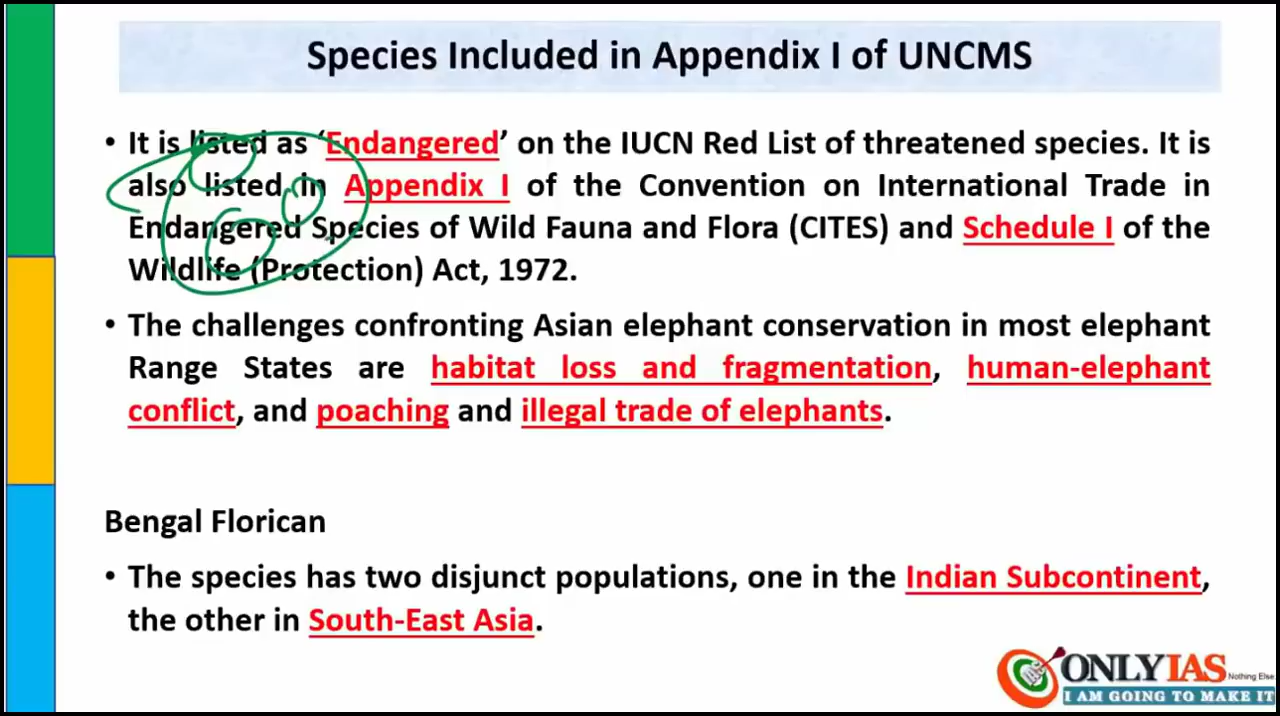 Species Included in Appendix I of UNCMS
• It is listed as ‘Endangered’ on the IUCN Red List of threatened species. It is
also listed in Appendix I of the Convention on International Trade in
Endangered Species of Wild Fauna and Flora (CITES) and Schedule I of the
Wildlife (Protection) Act, 1972.
• The challenges confronting Asian elephant conservation in most elephant
Range States are habitat loss and fragmentation, human-elephant
conflict, and poaching and illegal trade of elephants.
Bengal Florican
• The species has two disjunct populations, one in the Indian Subcontinent,
the other in South-East Asia.
ONLYIAS
Nothing Else
I AM GOING TO MAKE IT